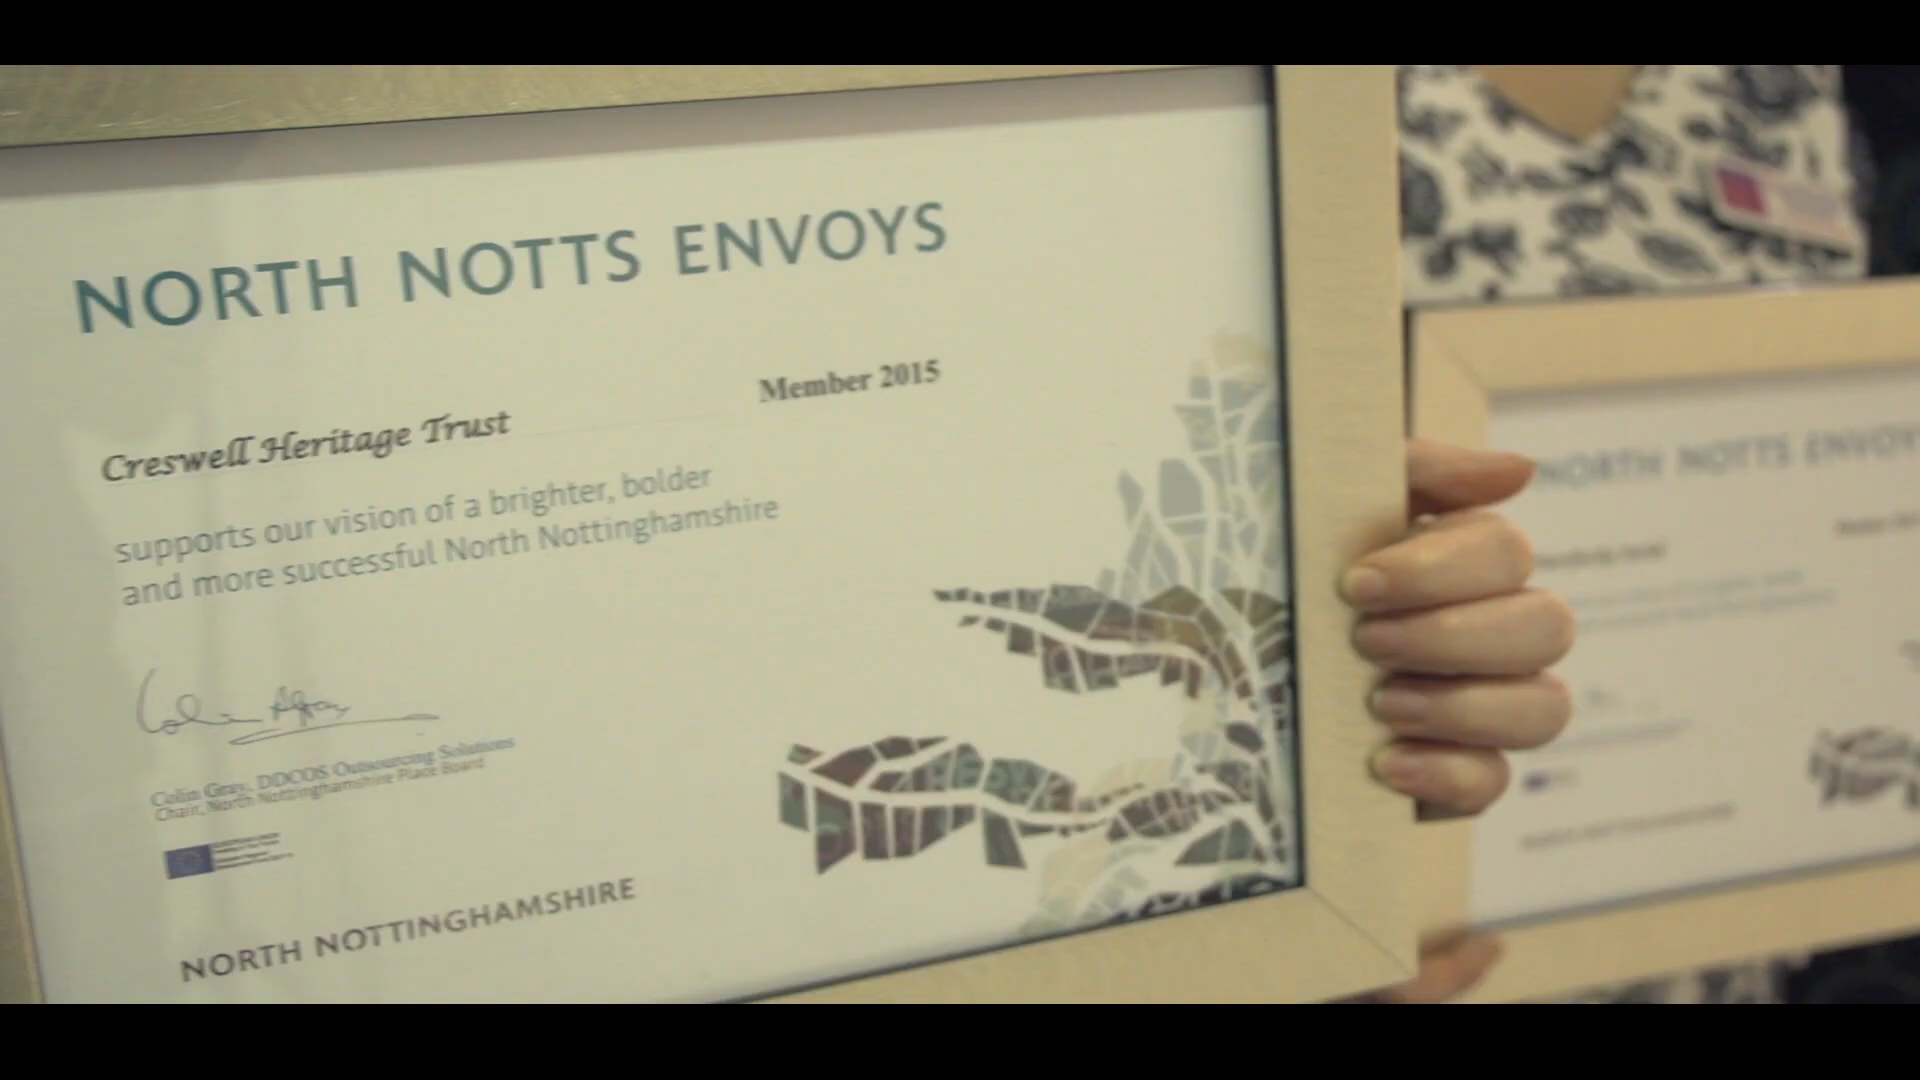 NORTH NOTTS ENVOYS
Member 2015
Creswell Heritage Trust
supports our vision of a brighter, bolder
and more successful North Nottinghamshire
Colin Gray, DDCOS Outsourcing Solutions
Chair, North Nottinghamshire Place Board
NORTH NOTTINGHAMSHIRE
NORTH NOTTS ENVOY